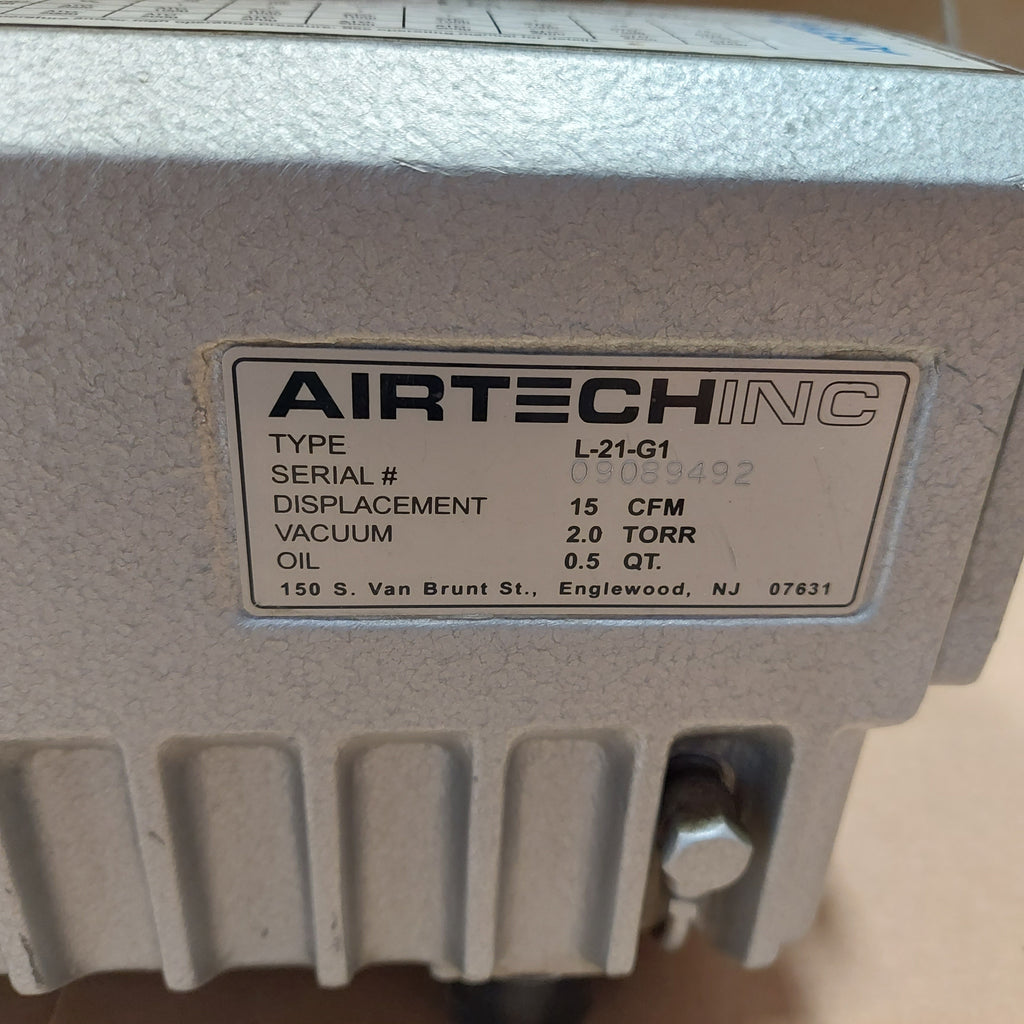 AIRTECHINC
TYPE L-21-G1
SERIAL # 09089492
DISPLACEMENT 15 CFM
VACUUM 2.0 TORR
OIL 0.5 QT.
150 S. Van Brunt St., Englewood, NJ 07631